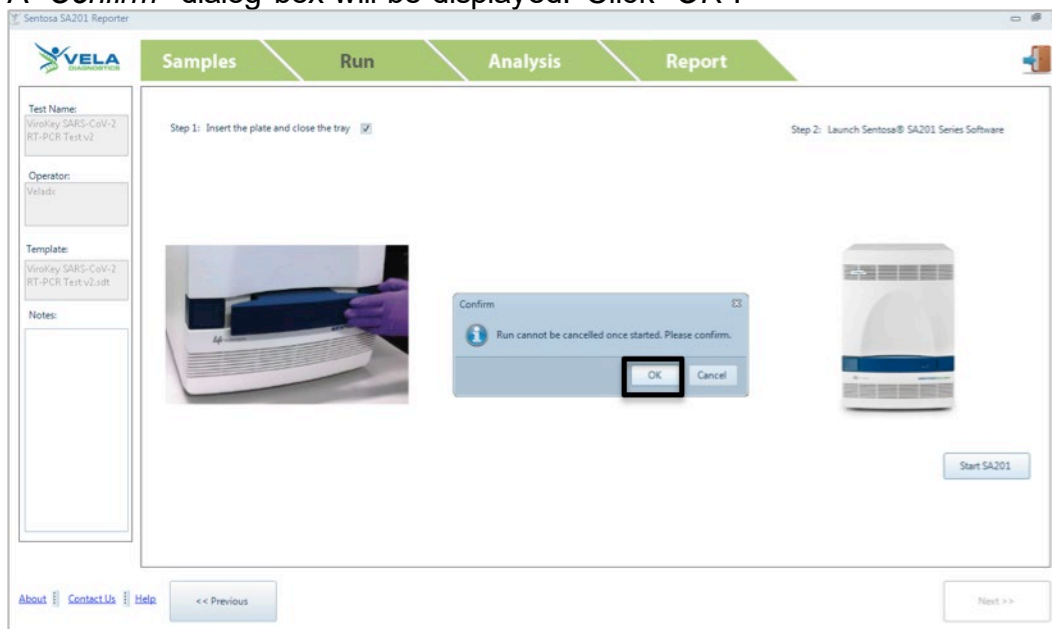 A "Confirm" dialog box will be displayed. Click "OK".
Sentosa SA201 Reporter
VELA
DIAGNOSTICS
Samples
Run
Analysis
Report
Test Name:
ViroKey SARS-CoV-2
RT-PCR Test v2
Operator:
Veladx
Template:
ViroKey SARS-CoV-2
RT-PCR Test v2.sdt
Notes:
Step 1: Insert the plate and close the tray
Step 2: Launch Sentosa® SA201 Series Software
Confirm
Run cannot be cancelled once started. Please confirm.
OK
Cancel
Start SA201
About
Contact Us
Help
<< Previous
Next >>